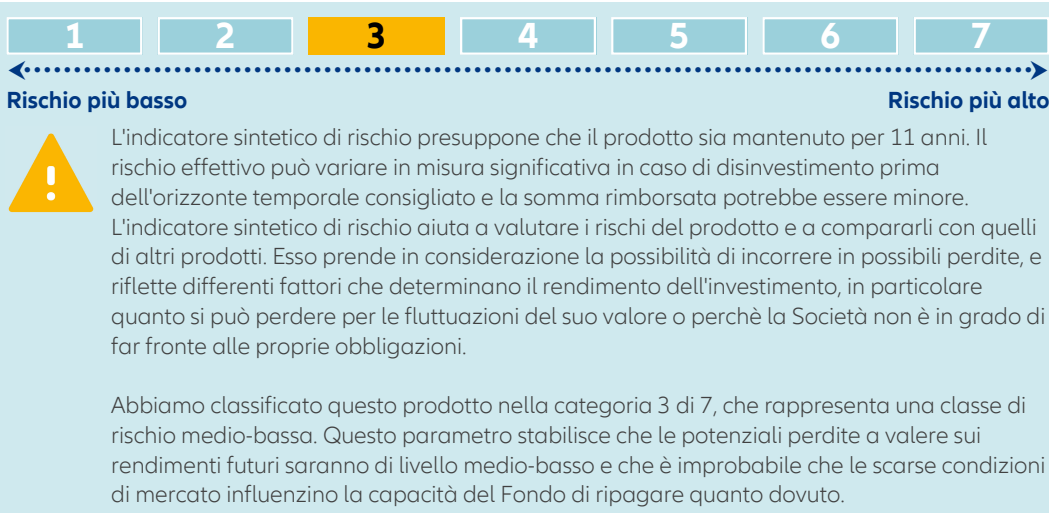 1 2 3 4 5 6 7
Rischio più basso Rischio più alto
L'indicatore sintetico di rischio presuppone che il prodotto sia mantenuto per 11 anni. Il
rischio effettivo può variare in misura significativa in caso di disinvestimento prima
dell'orizzonte temporale consigliato e la somma rimborsata potrebbe essere minore.
L'indicatore sintetico di rischio aiuta a valutare i rischi del prodotto e a compararli con quelli
di altri prodotti. Esso prende in considerazione la possibilità di incorrere in possibili perdite, e
riflette differenti fattori che determinano il rendimento dell'investimento, in particolare
quanto si può perdere per le fluttuazioni del suo valore o perchè la Società non è in grado di
far fronte alle proprie obbligazioni.
Abbiamo classificato questo prodotto nella categoria 3 di 7, che rappresenta una classe di
rischio medio-bassa. Questo parametro stabilisce che le potenziali perdite a valere sui
rendimenti futuri saranno di livello medio-basso e che è improbabile che le scarse condizioni
di mercato influenzino la capacità del Fondo di ripagare quanto dovuto.